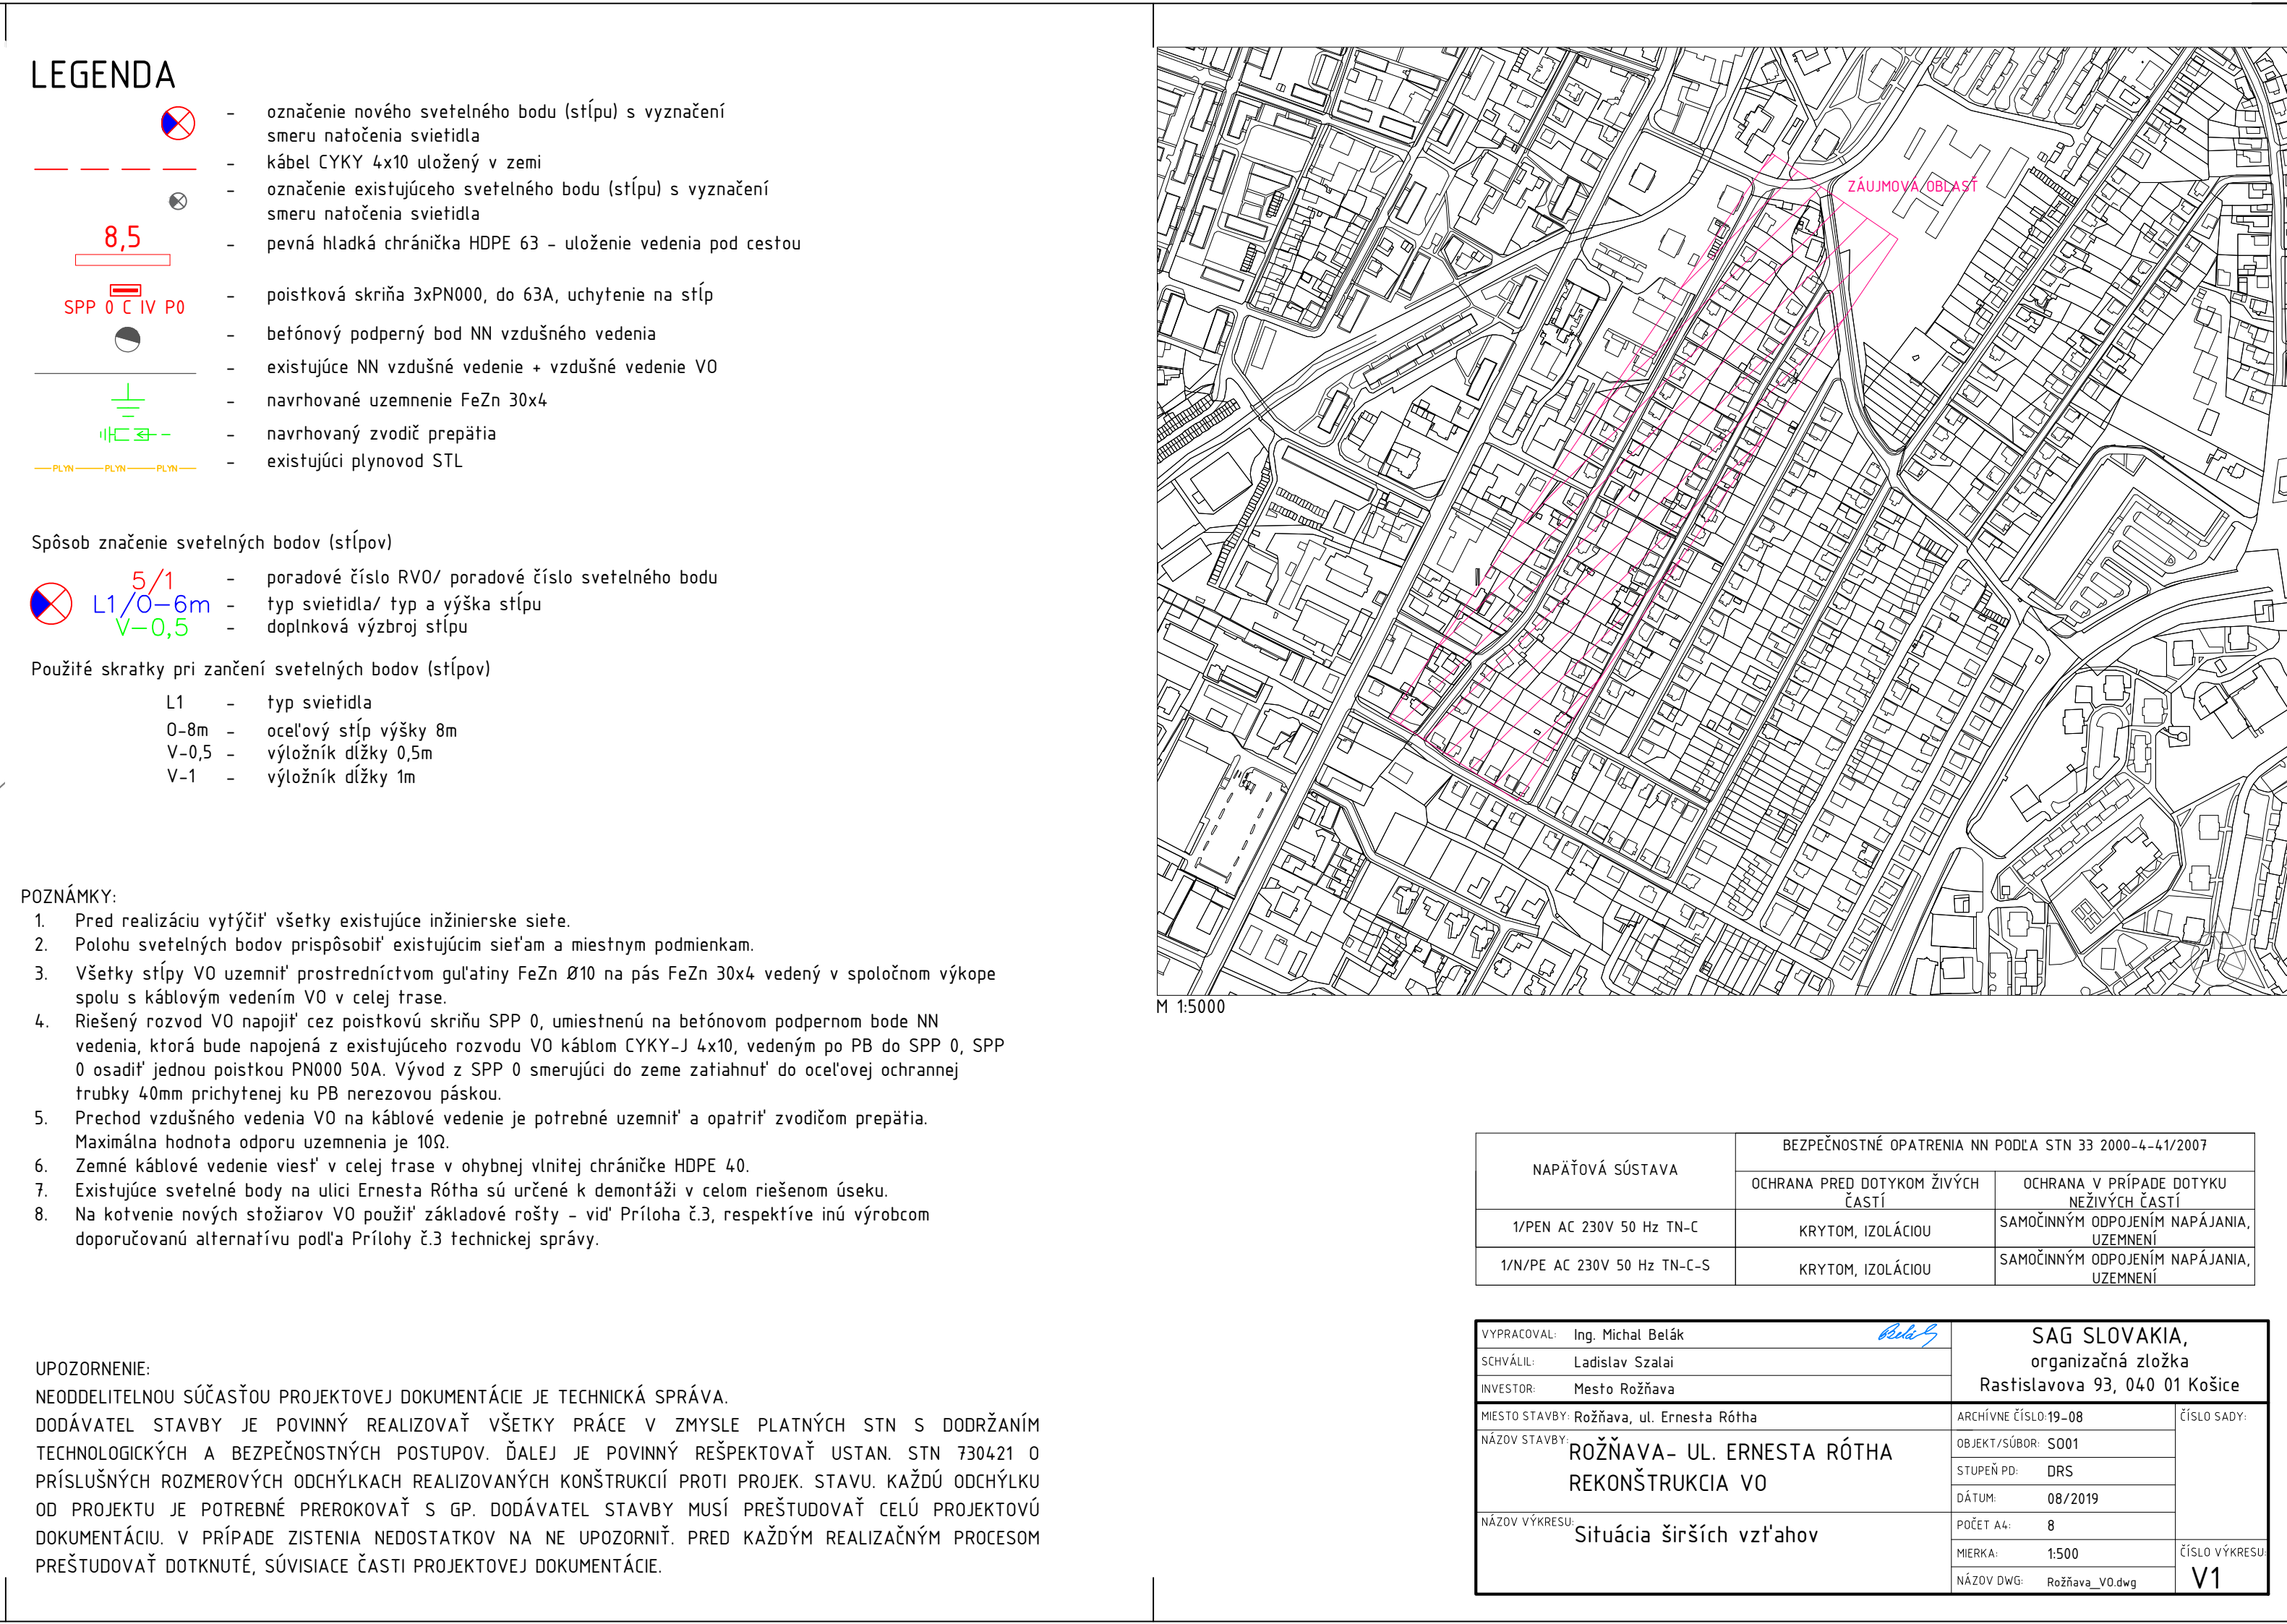 LEGENDA
- označenie nového svetelného bodu (stĺpu) s vyznačení
smeru natočenia svietidla
- kábel CYKY 4x10 uložený v zemi
- označenie existujúceho svetelného bodu (stĺpu) s vyznačení
smeru natočenia svietidla
8,5
- pevná hladká chránička HDPE 63 - uloženie vedenia pod cestou
SPP 0 C IV P0
- poistková skriňa 3xPN000, do 63A, uchytenie na stĺp
- betónový podperný bod NN vzdušného vedenia
- existujúce NN vzdušné vedenie + vzdušné vedenie VO
- navrhované uzemnenie FeZn 30x4
- navrhovaný zvodič prepätia
PLYN PLYN PLYN - existujúci plynovod STL
Spôsob značenie svetelných bodov (stĺpov)
5/1 - poradové číslo RVO/ poradové číslo svetelného bodu
L1/0-6m - typ svietidla/ typ a výška stĺpu
V-0,5 - doplnková výzbroj stĺpu
Použité skratky pri zančení svetelných bodov (stĺpov)
L1 - typ svietidla
O-8m - oceľový stĺp výšky 8m
V-0,5 - výložník dĺžky 0,5m
V-1 - výložník dĺžky 1m
POZNÁMKY:
1. Pred realizáciu vytýčiť všetky existujúce inžinierske siete.
2. Polohu svetelných bodov prispôsobiť existujúcim sieťam a miestnym podmienkam.
3. Všetky stĺpy VO uzemniť prostredníctvom guľatiny FeZn Ø10 na pás FeZn 30x4 vedený v spoločnom výkope
spolu s káblovým vedením VO v celej trase.
4. Riešený rozvod VO napojiť cez poistkovú skriňu SPP 0, umiestnenú na betónovom podpernom bode NN
vedenia, ktorá bude napojená z existujúceho rozvodu VO káblom CYKY-J 4x10, vedeným po PB do SPP 0, SPP
0 osadiť jednou poistkou PN000 50A. Vývod z SPP 0 smerujúci do zeme zatiahnuť do oceľovej ochrannej
trubky 40mm prichytenej ku PB nerezovou páskou.
5. Prechod vzdušného vedenia VO na káblové vedenie je potrebné uzemniť a opatriť zvodičom prepätia.
Maximálna hodnota odporu uzemnenia je 10Ω.
6. Zemné káblové vedenie viesť v celej trase v ohybnej vlnitej chráničke HDPE 40.
7. Existujúce svetelné body na ulici Ernesta Rótha sú určené k demontáži v celom riešenom úseku.
8. Na kotvenie nových stožiarov VO použiť základové rošty - viď Príloha č.3, respektíve inú výrobcom
doporučovanú alternatívu podľa Prílohy č.3 technickej správy.
UPOZORNENIE:
NEODDELITELNOU SÚČASŤOU PROJEKTOVEJ DOKUMENTÁCIE JE TECHNICKÁ SPRÁVA.
DODÁVATEL STAVBY JE POVINNÝ REALIZOVAŤ VŠETKY PRÁCE V ZMYSLE PLATNÝCH STN S DODRŽANÍM
TECHNOLOGICKÝCH A BEZPEČNOSTNÝCH POSTUPOV. ĎALEJ JE POVINNÝ REŠPEKTOVAŤ USTAN. STN 730421 O
PRÍSLUŠNÝCH ROZMEROVÝCH ODCHÝLKACH REALIZOVANÝCH KONŠTRUKCIÍ PROTI PROJEK. STAVU. KAŽDÚ ODCHÝLKU
OD PROJEKTU JE POTREBNÉ PREROKOVAŤ S GP. DODÁVATEL STAVBY MUSÍ PREŠTUDOVAŤ CELÚ PROJEKTOVÚ
DOKUMENTÁCIU. V PRÍPADE ZISTENIA NEDOSTATKOV NA NE UPOZORNIŤ. PRED KAŽDÝM REALIZAČNÝM PROCESOM
PREŠTUDOVAŤ DOTKNUTÉ, SÚVISIACE ČASTI PROJEKTOVEJ DOKUMENTÁCIE.
ZÁUJMOVÁ OBLASŤ
M 1:5000
NAPÄŤOVÁ SÚSTAVA
BEZPEČNOSTNÉ OPATRENIA NN PODĽA STN 33 2000-4-41/2007
OCHRANA PRED DOTYKOM ŽIVÝCH
ČASTÍ
OCHRANA V PRÍPADE DOTYKU
NEŽIVÝCH ČASTÍ
1/PEN AC 230V 50 Hz TN-C
KRYTOM, IZOLÁCIOU
SAMOČINNÝM ODPOJENÍM NAPÁJANIA,
UZEMNENÍ
1/N/PE AC 230V 50 Hz TN-C-S
KRYTOM, IZOLÁCIOU
SAMOČINNÝM ODPOJENÍM NAPÁJANIA,
UZEMNENÍ
VYPRACOVAL: Ing. Michal Belák Belák
SCHVÁLIL: Ladislav Szalai
INVESTOR: Mesto Rožňava
SAG SLOVAKIA,
organizačná zložka
Rastislavova 93, 040 01 Košice
MIESTO STAVBY: Rožňava, ul. Ernesta Rótha
NÁZOV STAVBY: ROŽŇAVA- UL. ERNESTA RÓTHA
REKONŠTRUKCIA VO
NÁZOV VÝKRESU: Situácia širších vzťahov
ARCHÍVNE ČÍSLO: 19-08
OBJEKT/SÚBOR: SO01
STUPEŇ PD: DRS
DÁTUM: 08/2019
POČET A4: 8
MIERKA: 1:500
NÁZOV DWG: Rožňava_VO.dwg
ČÍSLO SADY:
ČÍSLO VÝKRESU:
V1